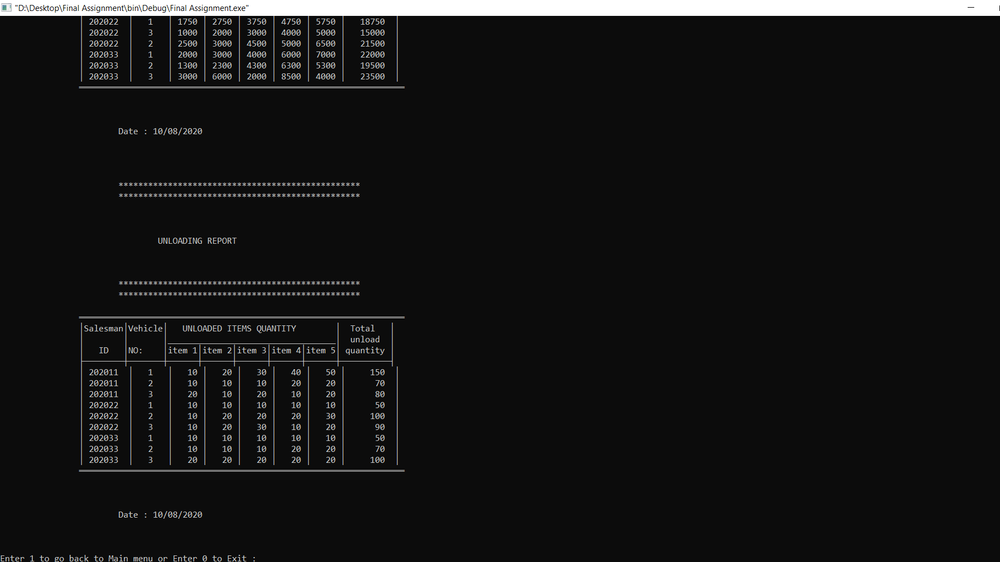 "D:\Desktop\Final Assignment\bin\Debug\Final Assignment.exe"
202022 1 1750 2750 3750 4750 5750 18750
202022 3 1000 2000 3000 4000 5000 15000
202022 2 2500 3000 4500 5000 6500 21500
202033 1 2000 3000 4000 6000 7000 22000
202033 2 1300 2300 4300 6300 5300 19500
202033 3 3000 6000 2000 8500 4000 23500
Date : 10/08/2020
*************************************************
*************************************************
UNLOADING REPORT
*************************************************
*************************************************
Salesman Vehicle UNLOADED ITEMS QUANTITY Total
unload
ID NO: item 1 item 2 item 3 item 4 item 5 quantity
202011 1 10 20 30 40 50 150
202011 2 10 10 10 20 20 70
202011 3 20 10 20 10 20 80
202022 1 10 10 10 10 10 50
202022 2 10 20 20 20 30 100
202022 3 10 20 30 10 20 90
202033 1 10 10 10 10 10 50
202033 2 10 10 10 20 20 70
202033 3 20 20 20 20 20 100
Date : 10/08/2020
Enter 1 to go back to Main menu or Enter 0 to Exit :